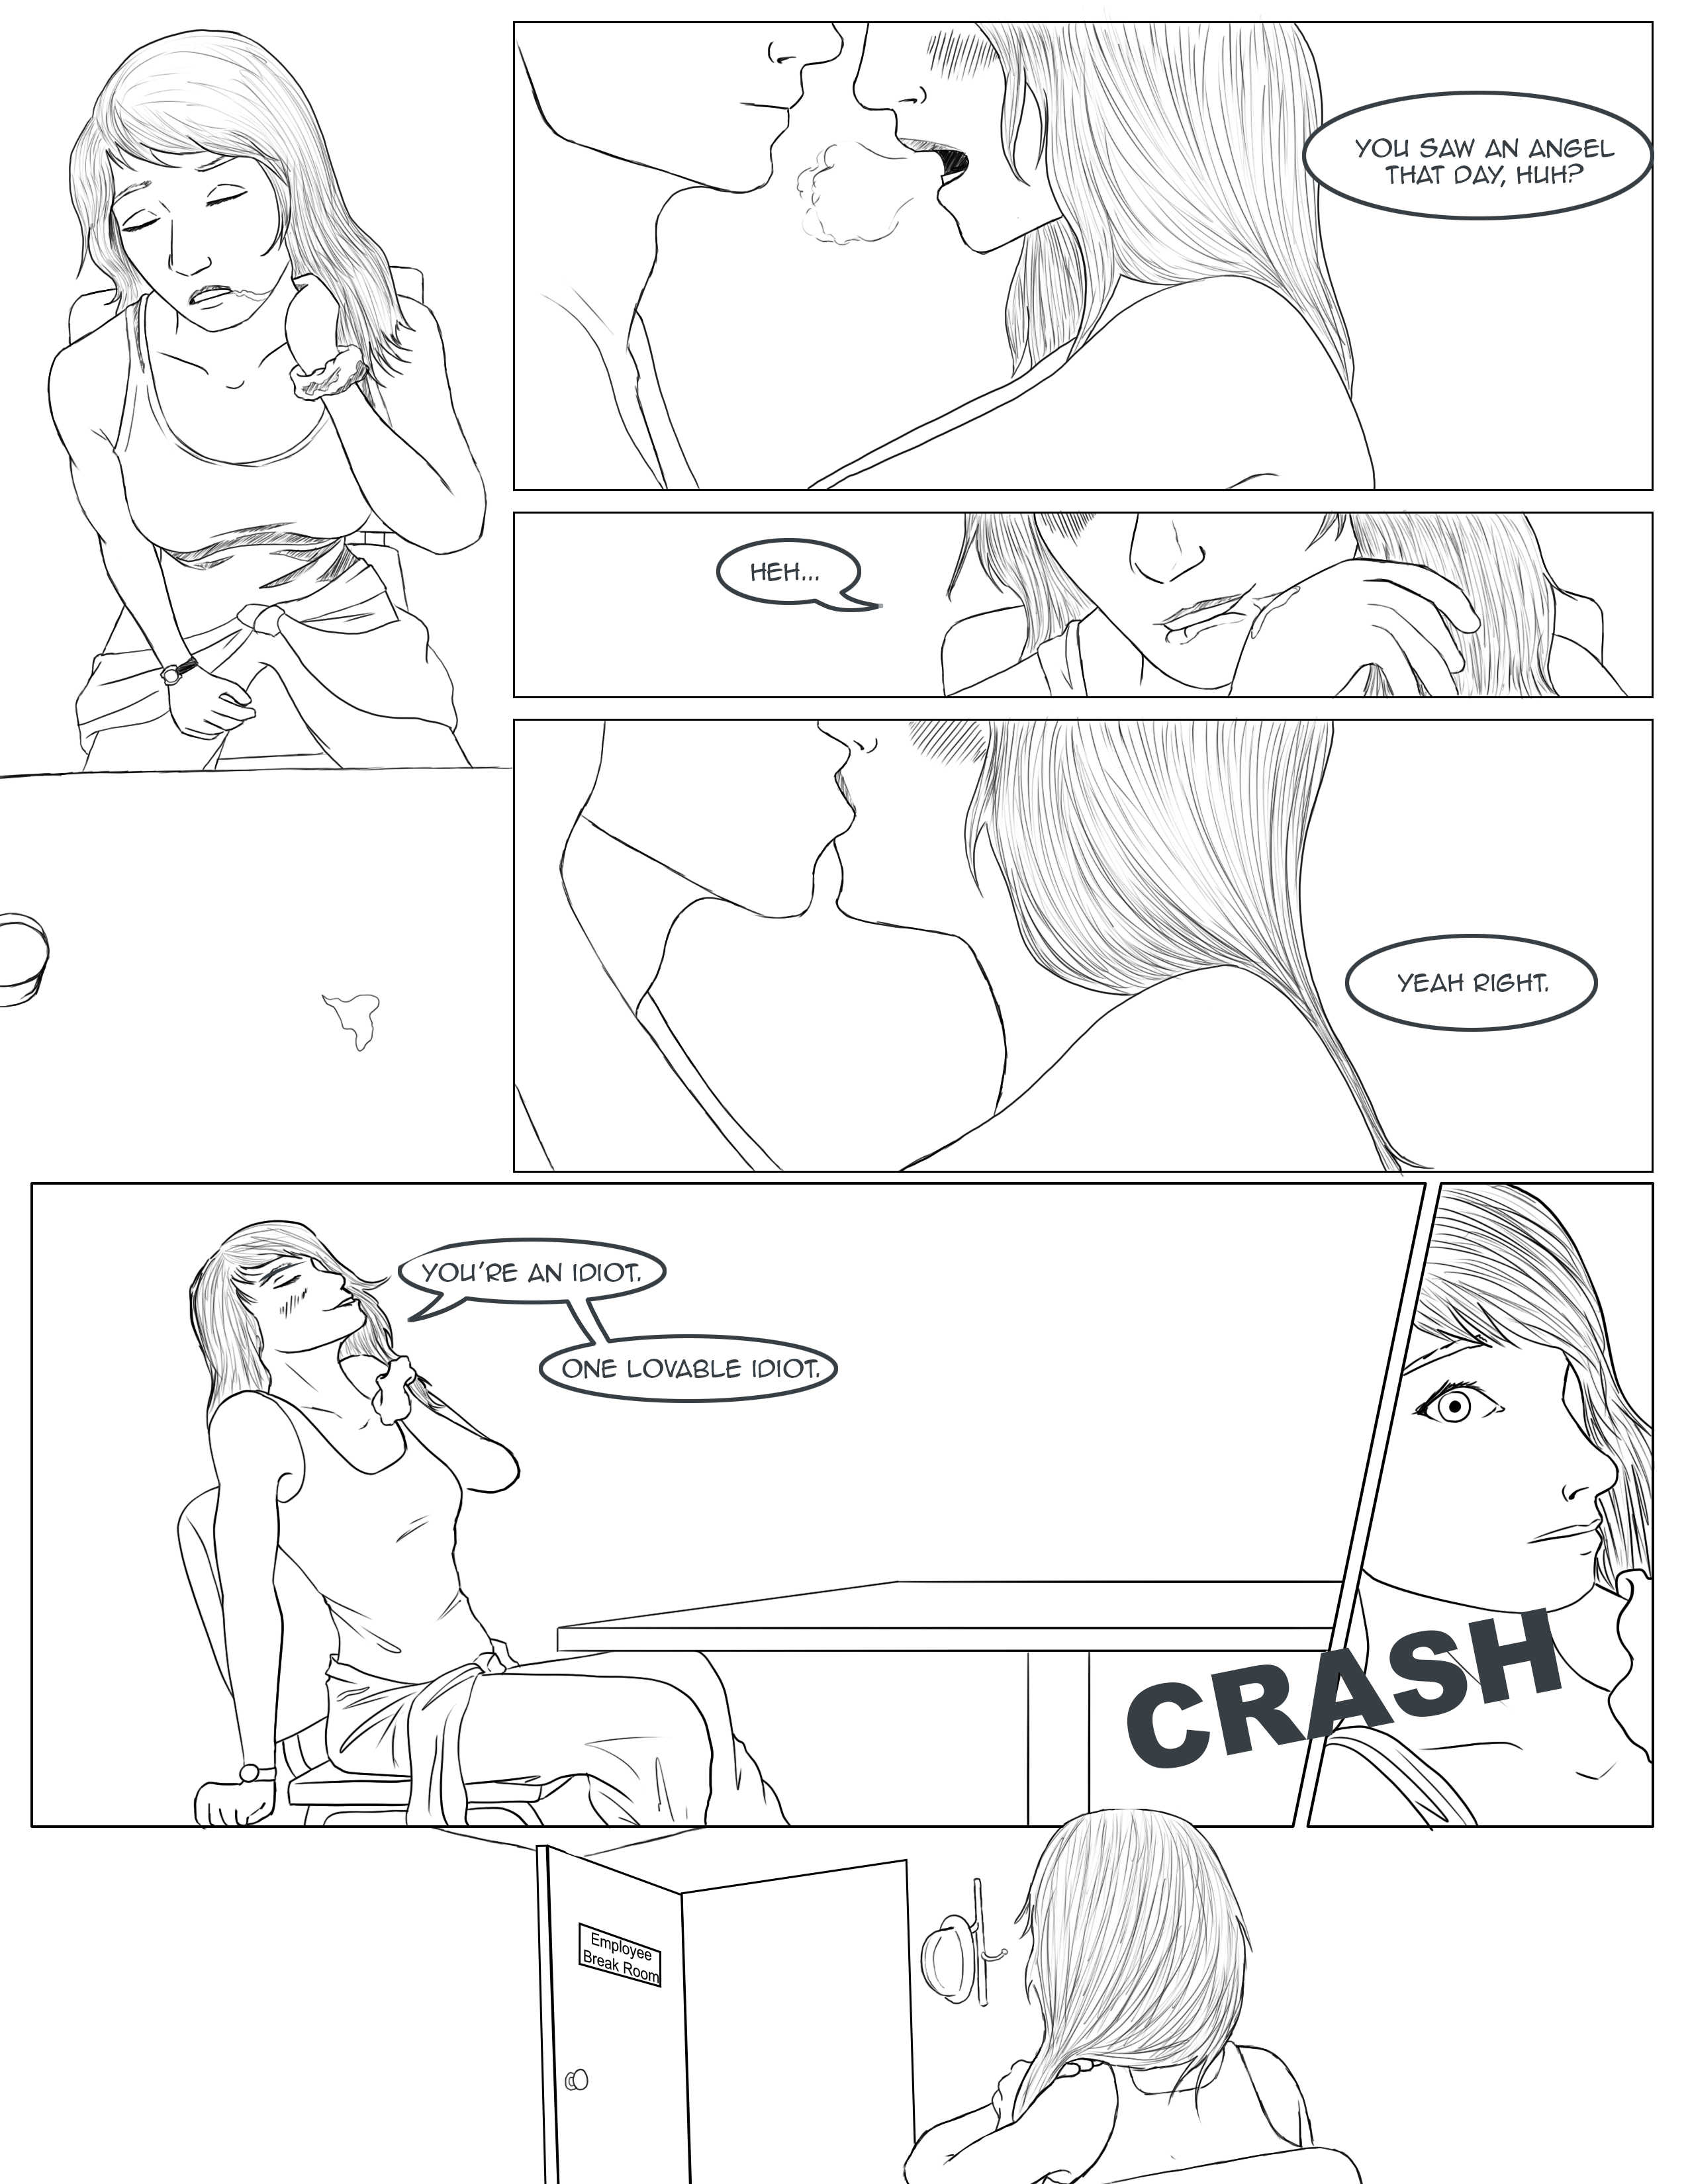 YOU SAW AN ANGEL
THAT DAY, HUH?
HEH...
YEAH RIGHT.
YOU'RE AN IDIOT.
ONE LOVABLE IDIOT.
CRASH
Employee
Break Room